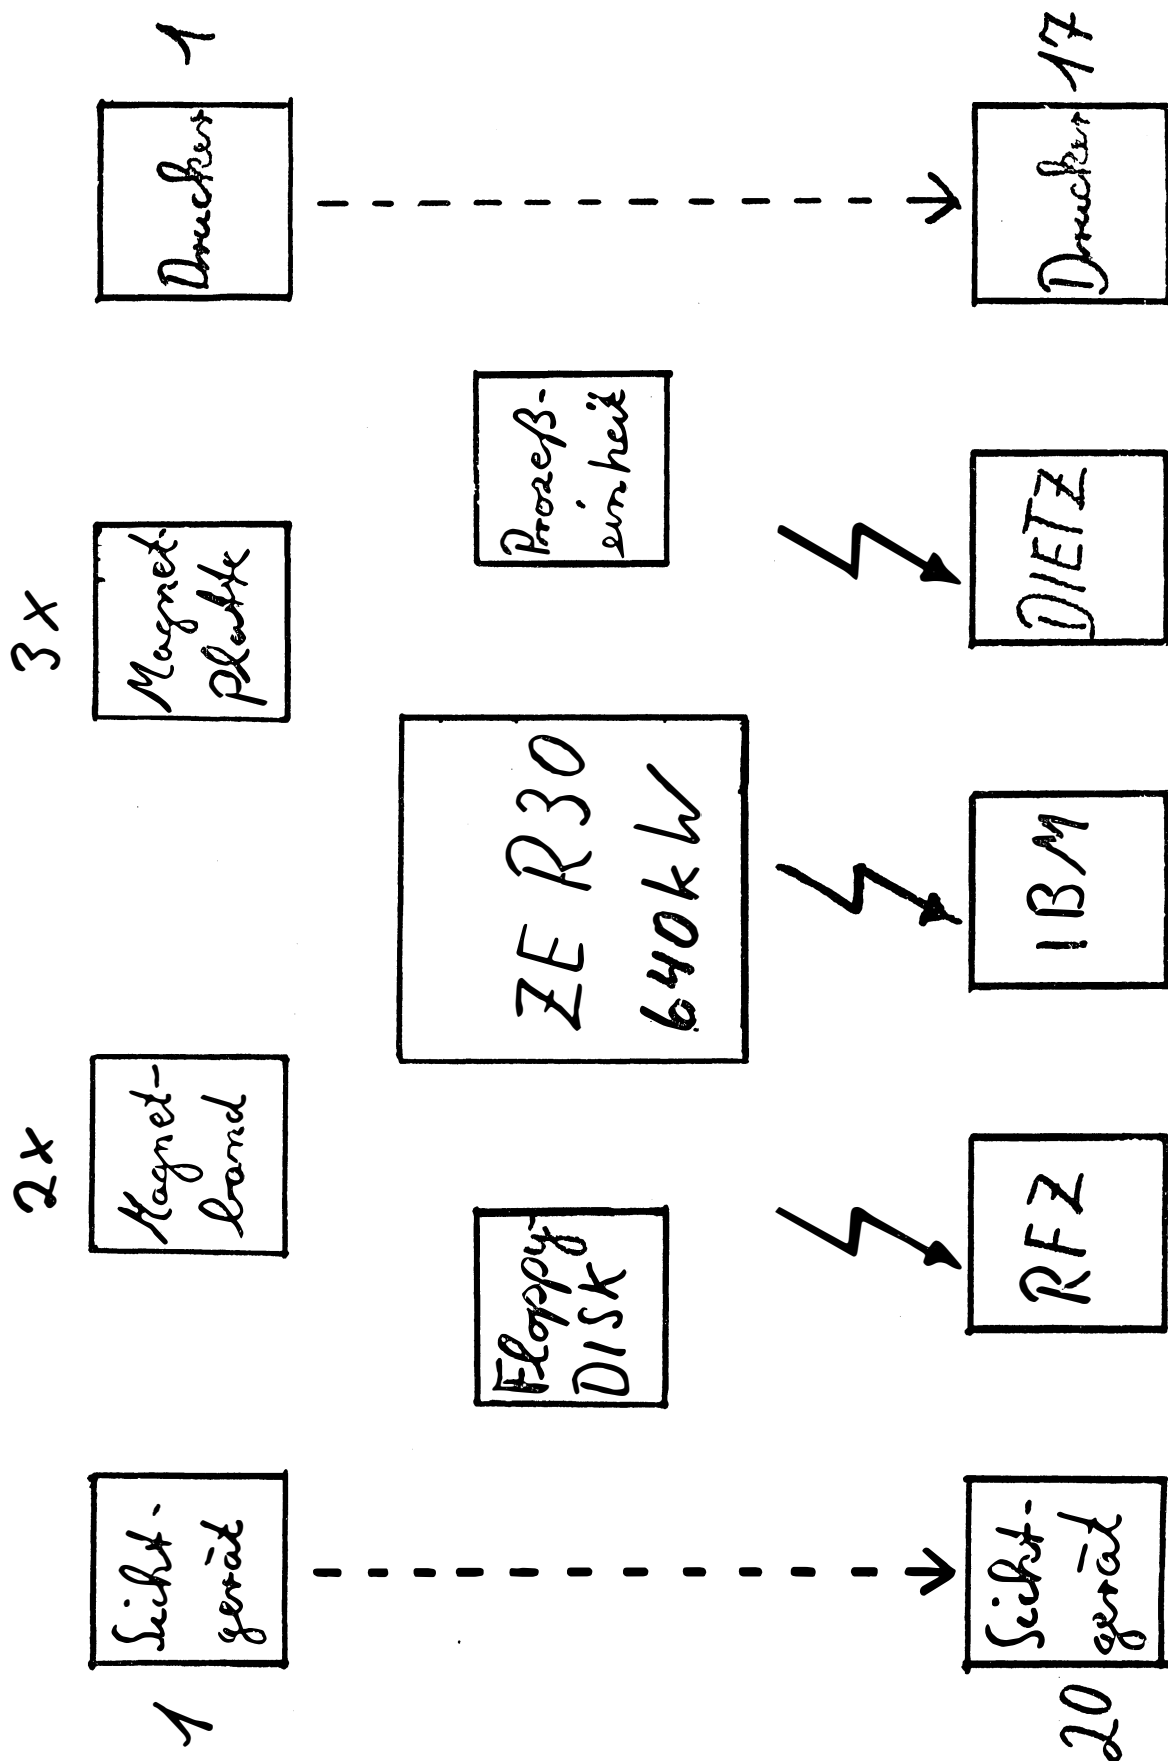 2x
3x
1
Sicht-
gerät
Magnet-
band
Magnet-
platte
Drucker
1
Floppy-
DISK
ZE R30
640kW
Prozeß-
einheit
20
Sicht-
gerät
RFZ
IBM
DIETZ
Drucker
17